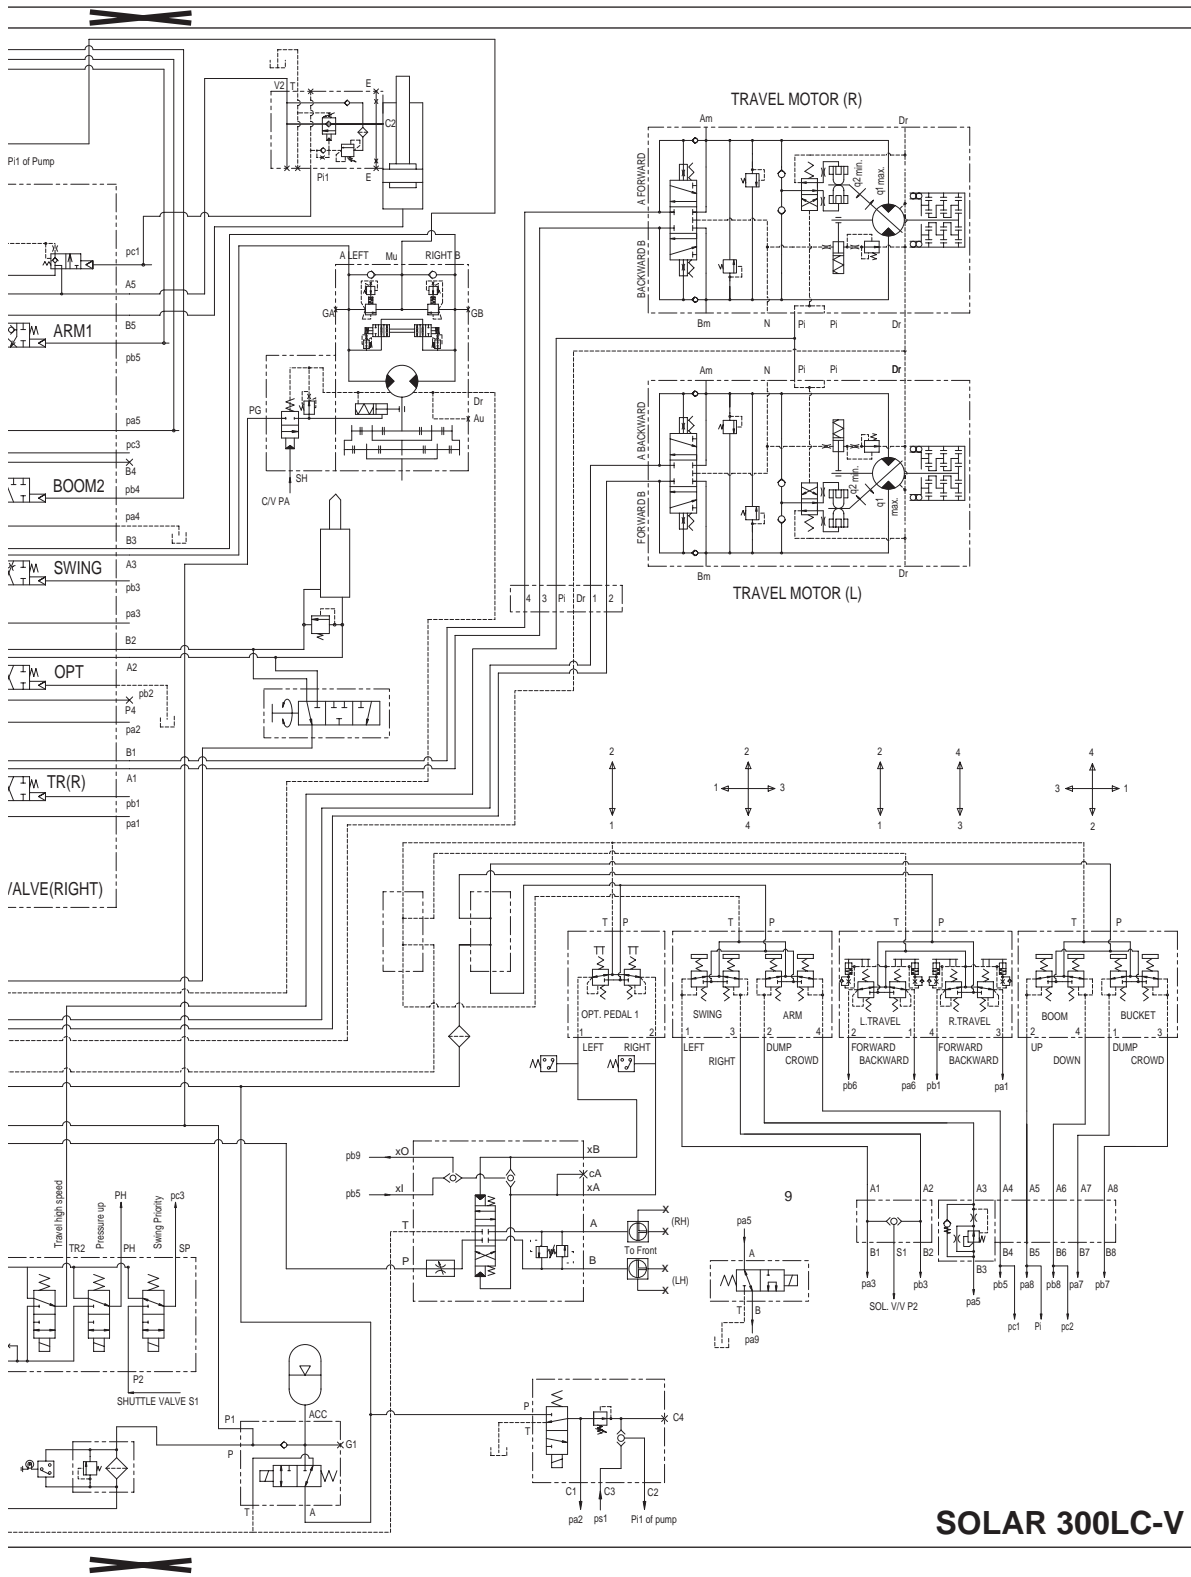 V2 T E
C2
Pi1 E
Pi1 of Pump
TRAVEL MOTOR (R)
Am Dr
A FORWARD
BACKWARD B
q2 min.
q1 max.
Bm N Pi Pi Dr
pc1
A5
ARM1 B5
pb5
A LEFT Mu RIGHT B
GA GB
PG
Dr
Au
SH
C/V PA
pa5
pc3
B4
BOOM2 pb4
pa4
B3
A3
SWING
pb3
pa3
B2
A2
OPT
pb2
P4
pa2
B1
A1
TR(R)
pb1
pa1
/ALVE(RIGHT)
Am N Pi Pi Dr
A BACKWARD
FORWARD B
q2 min.
q1 max.
Bm Dr
TRAVEL MOTOR (L)
4 3 Pi Dr 1 2
2 2 2 4 4
1 3 3 1
1 4 1 3 2
T P T P T P T P
OPT. PEDAL 1 SWING ARM L.TRAVEL R.TRAVEL BOOM BUCKET
1 2 1 3 2 4 2 1 4 3 2 4 1 3
LEFT RIGHT LEFT DUMP FORWARD FORWARD UP DUMP
RIGHT CROWD BACKWARD BACKWARD DOWN CROWD
pb6 pa6 pb1 pa1
pb9 xO xB
cA
pb5 xI xA
T A (RH)
To Front
P B (LH)
9
pa5
A
T B
pa9
A1 A2 A3 A4 A5 A6 A7 A8
B1 S1 B2 B3 B4 B5 B6 B7 B8
pa3 pb3 pa5 pb5 pa8 pb8 pa7 pb7
SOL. V/V P2
pc1 Pi pc2
Travel high speed
Pressure up
Swing Priority
PH pc3
TR2 PH SP
P2
SHUTTLE VALVE S1
P1 ACC
P G1
T A
P
T
C4
C1 C3 C2
pa2 ps1 Pi1 of pump
SOLAR 300LC-V